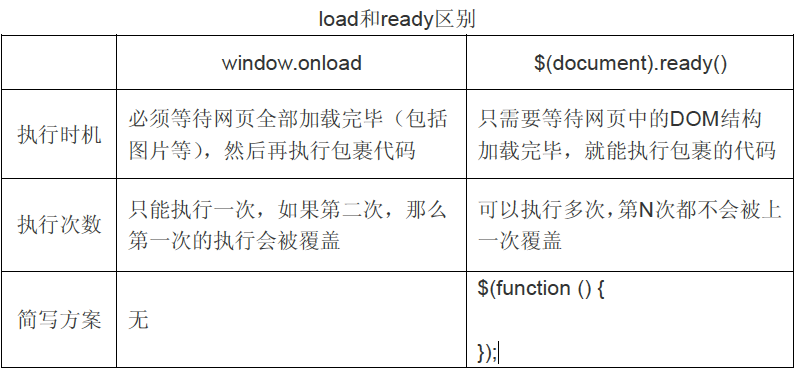 load和ready区别
window.onload
$(document).ready()
执行时机
必须等待网页全部加载完毕（包括
图片等），然后再执行包裹代码
只需要等待网页中的DOM结构
加载完毕，就能执行包裹的代码
执行次数
只能执行一次，如果第二次，那么
第一次的执行会被覆盖
可以执行多次，第N次都不会被上
一次覆盖
简写方案
无
$(function () {
});